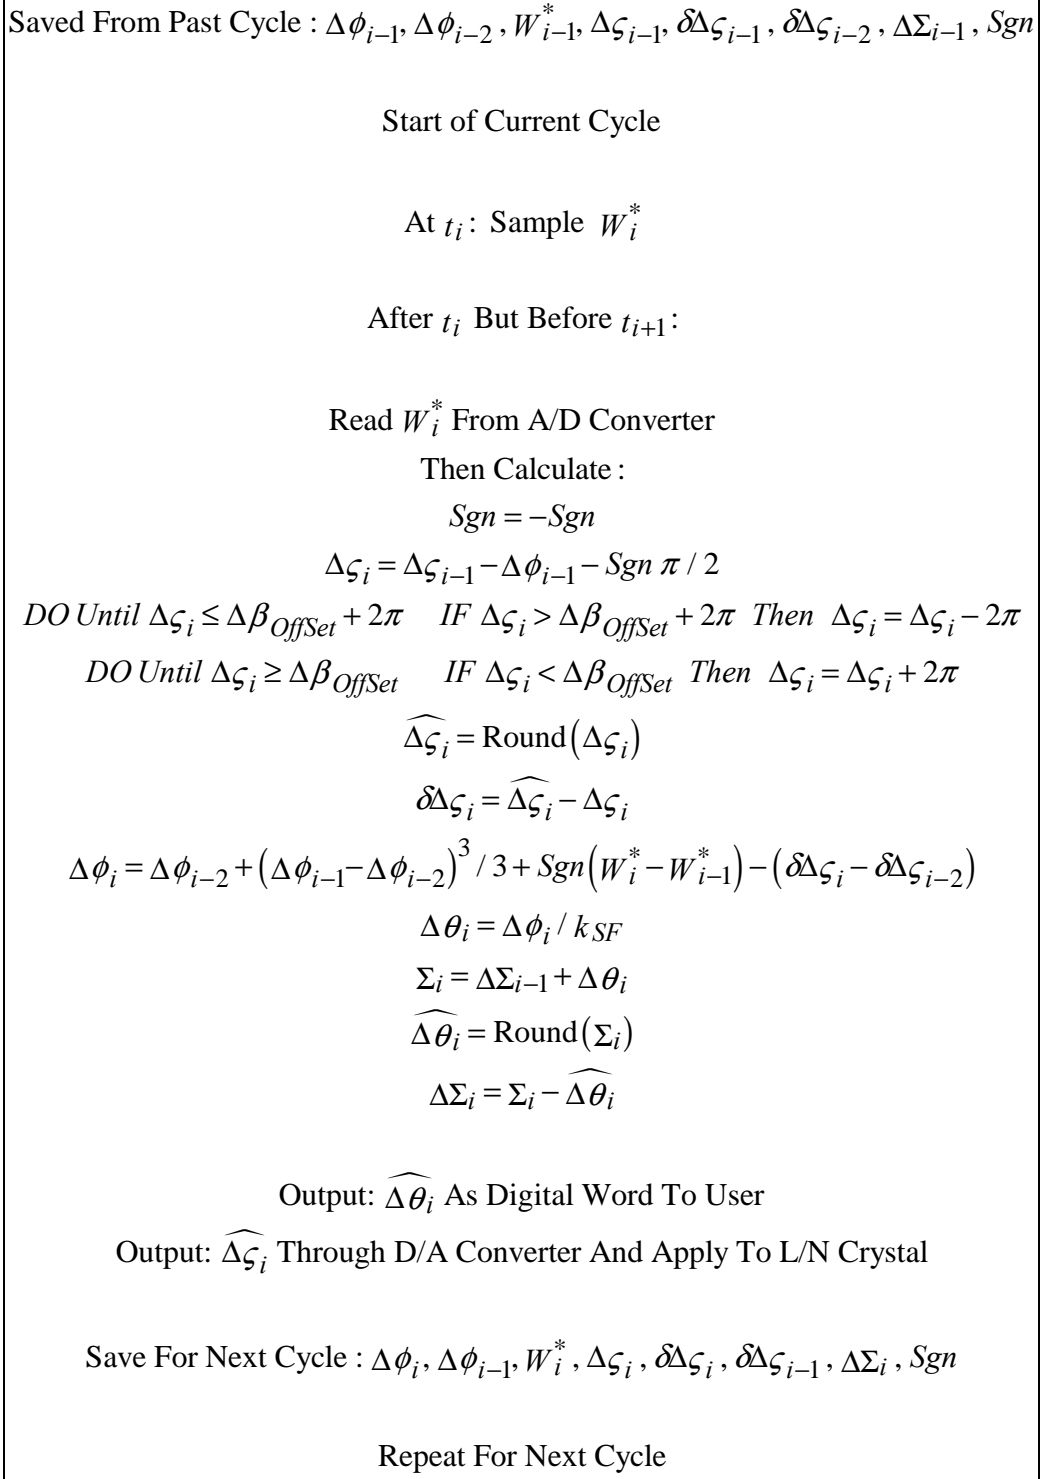 Saved From Past Cycle : Δϕ_{i−1}, Δϕ_{i−2} , W^*_{i−1}, Δς_{i−1}, δΔς_{i−1} , δΔς_{i−2} , ΔΣ_{i−1} , Sgn
Start of Current Cycle
At t_i : Sample W^*_i
After t_i But Before t_{i+1} :
Read W^*_i From A/D Converter
Then Calculate :
Sgn = −Sgn
Δς_i = Δς_{i−1} − Δϕ_{i−1} − Sgn π / 2
DO Until Δς_i ≤ Δβ_{OffSet} + 2π IF Δς_i > Δβ_{OffSet} + 2π Then Δς_i = Δς_i − 2π
DO Until Δς_i ≥ Δβ_{OffSet} IF Δς_i < Δβ_{OffSet} Then Δς_i = Δς_i + 2π
\widehat{Δς_i} = Round(Δς_i)
δΔς_i = \widehat{Δς_i} − Δς_i
Δϕ_i = Δϕ_{i−2} + (Δϕ_{i−1} − Δϕ_{i−2})^3 / 3 + Sgn(W^*_i − W^*_{i−1}) − (δΔς_i − δΔς_{i−2})
Δθ_i = Δϕ_i / k_{SF}
Σ_i = ΔΣ_{i−1} + Δθ_i
\widehat{Δθ_i} = Round(Σ_i)
ΔΣ_i = Σ_i − \widehat{Δθ_i}
Output: \widehat{Δθ_i} As Digital Word To User
Output: \widehat{Δς_i} Through D/A Converter And Apply To L/N Crystal
Save For Next Cycle : Δϕ_i, Δϕ_{i−1}, W^*_i , Δς_i , δΔς_i , δΔς_{i−1} , ΔΣ_i , Sgn
Repeat For Next Cycle